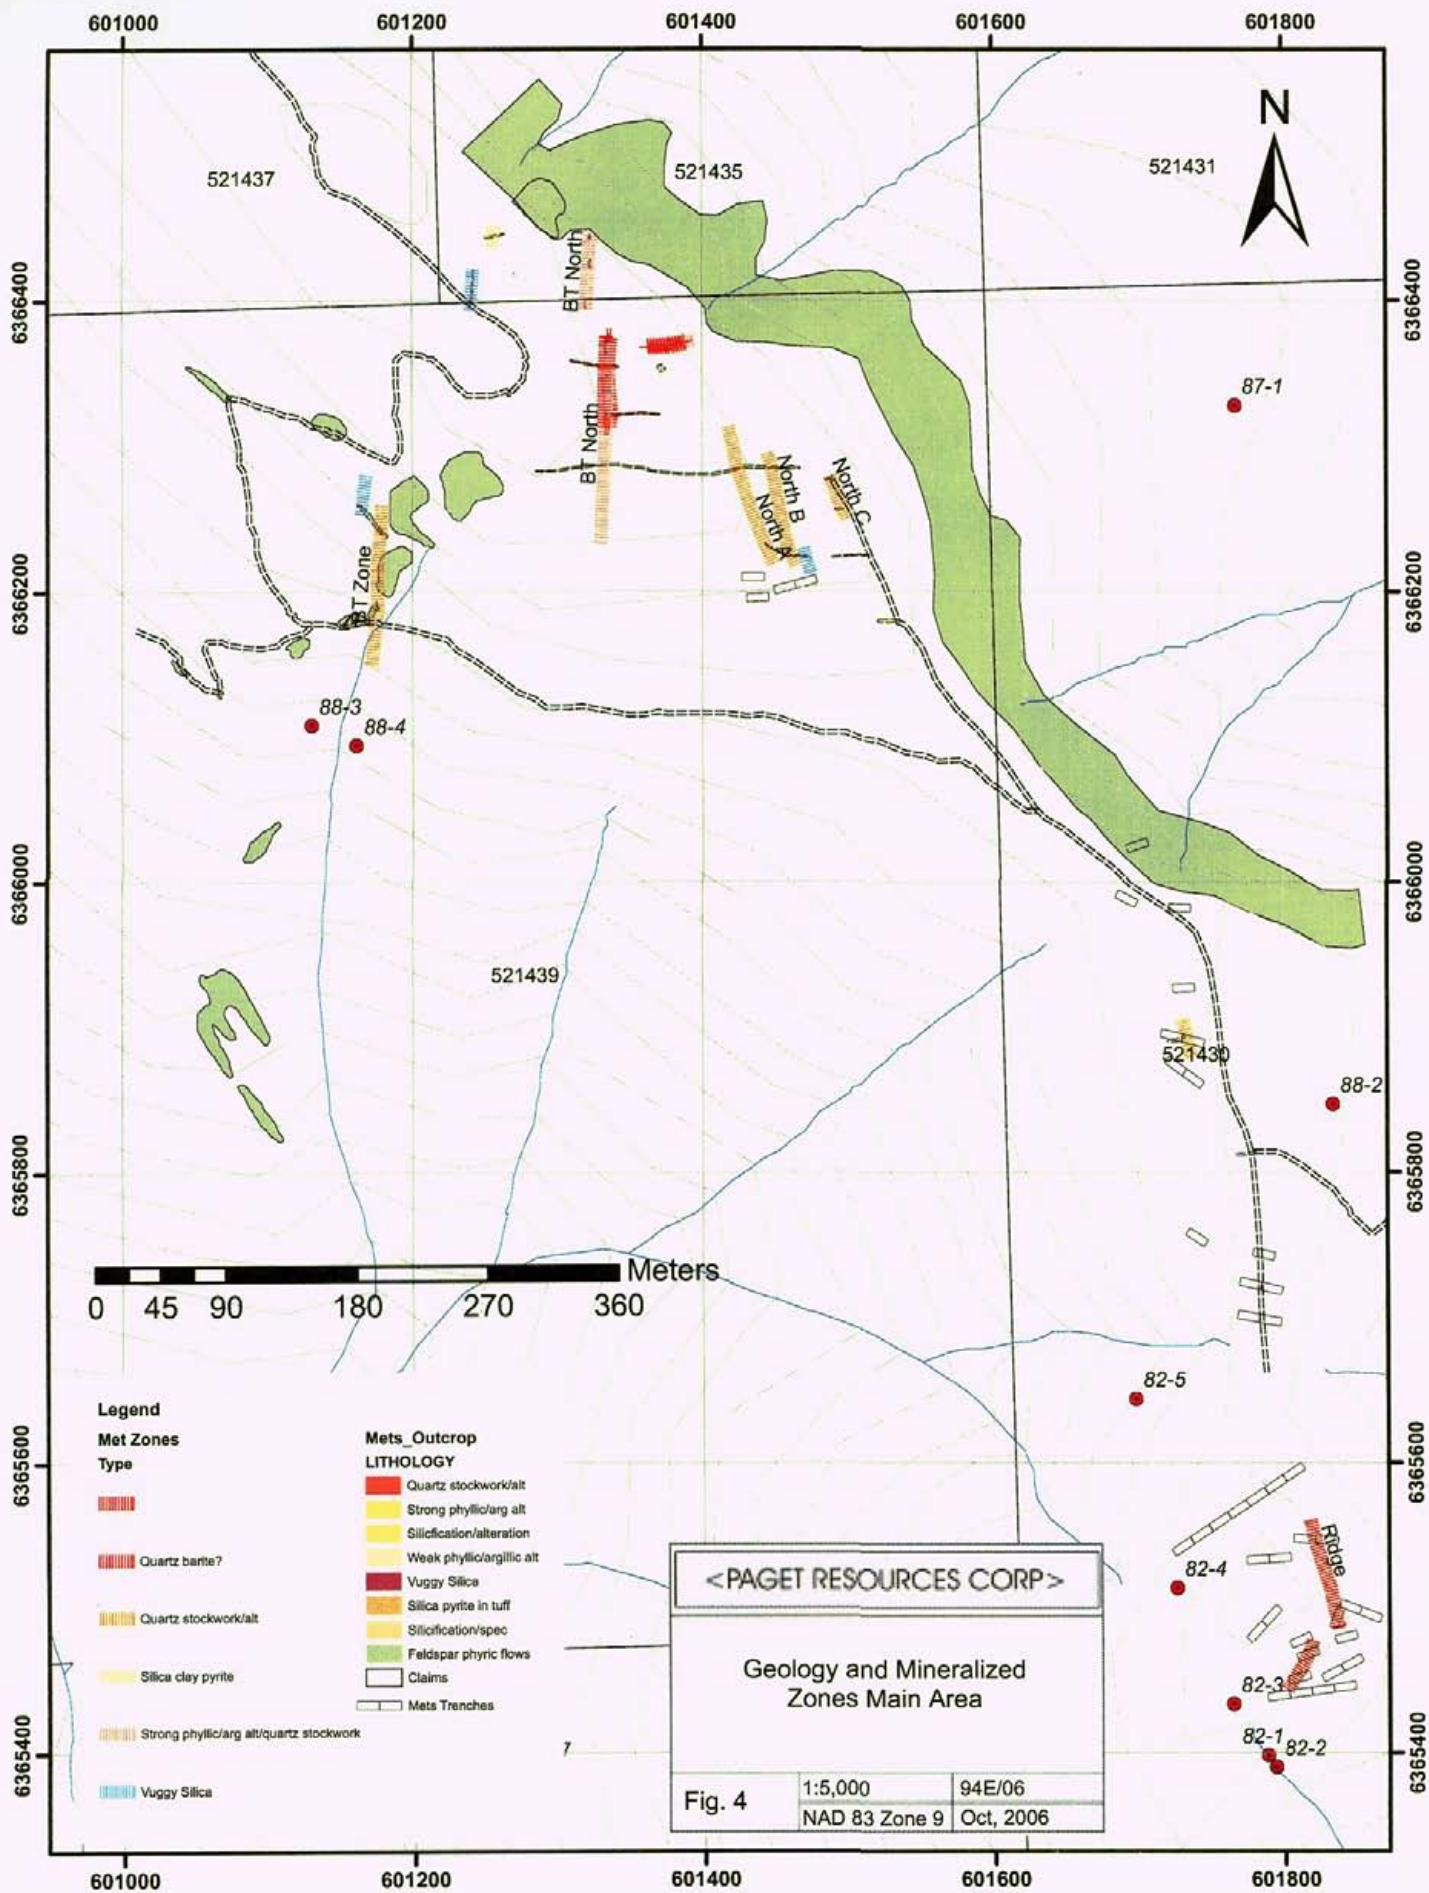 601000 601200 601400 601600 601800
N
521437
521435
521431
6366400
6366400
BT North
87-1
BT North
North A
North B
North C
BT Zone
6366200
6366200
88-3
88-4
6366000
6366000
521439
521430
88-2
6365800
6365800
Meters
0 45 90 180 270 360
82-5
6365600
6365600
Legend
Met Zones
Type
Quartz barite?
Quartz stockwork/alt
Silica clay pyrite
Strong phyllic/arg alt/quartz stockwork
Vuggy Silica
Mets_Outcrop
LITHOLOGY
Quartz stockwork/alt
Strong phyllic/arg alt
Silicfication/alteration
Weak phyllic/argillic alt
Vuggy Silica
Silica pyrite in tuff
Silicification/spec
Feldspar phyric flows
Claims
Mets Trenches
Ridge
82-4
82-3
82-1
82-2
7
<PAGET RESOURCES CORP>
Geology and Mineralized
Zones Main Area
Fig. 4
1:5,000
94E/06
NAD 83 Zone 9
Oct, 2006
6365400
6365400
601000 601200 601400 601600 601800